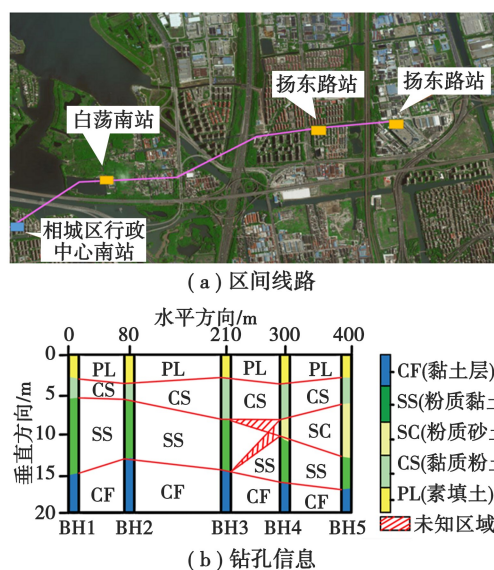 扬东路站
扬东路站
白荡南站
相城区行政
中心南站
(a) 区间线路
水平方向/m
0 80 210 300 400
垂直方向/m
0
5
10
15
20
PL PL PL PL
CS CS CS CS
SS SS SS SC SS
CF CF CF CF
BH1 BH2 BH3 BH4 BH5
CF(黏土层)
SS(粉质黏土
SC(粉质砂土
CS(黏质粉土
PL(素填土)
未知区域
(b) 钻孔信息